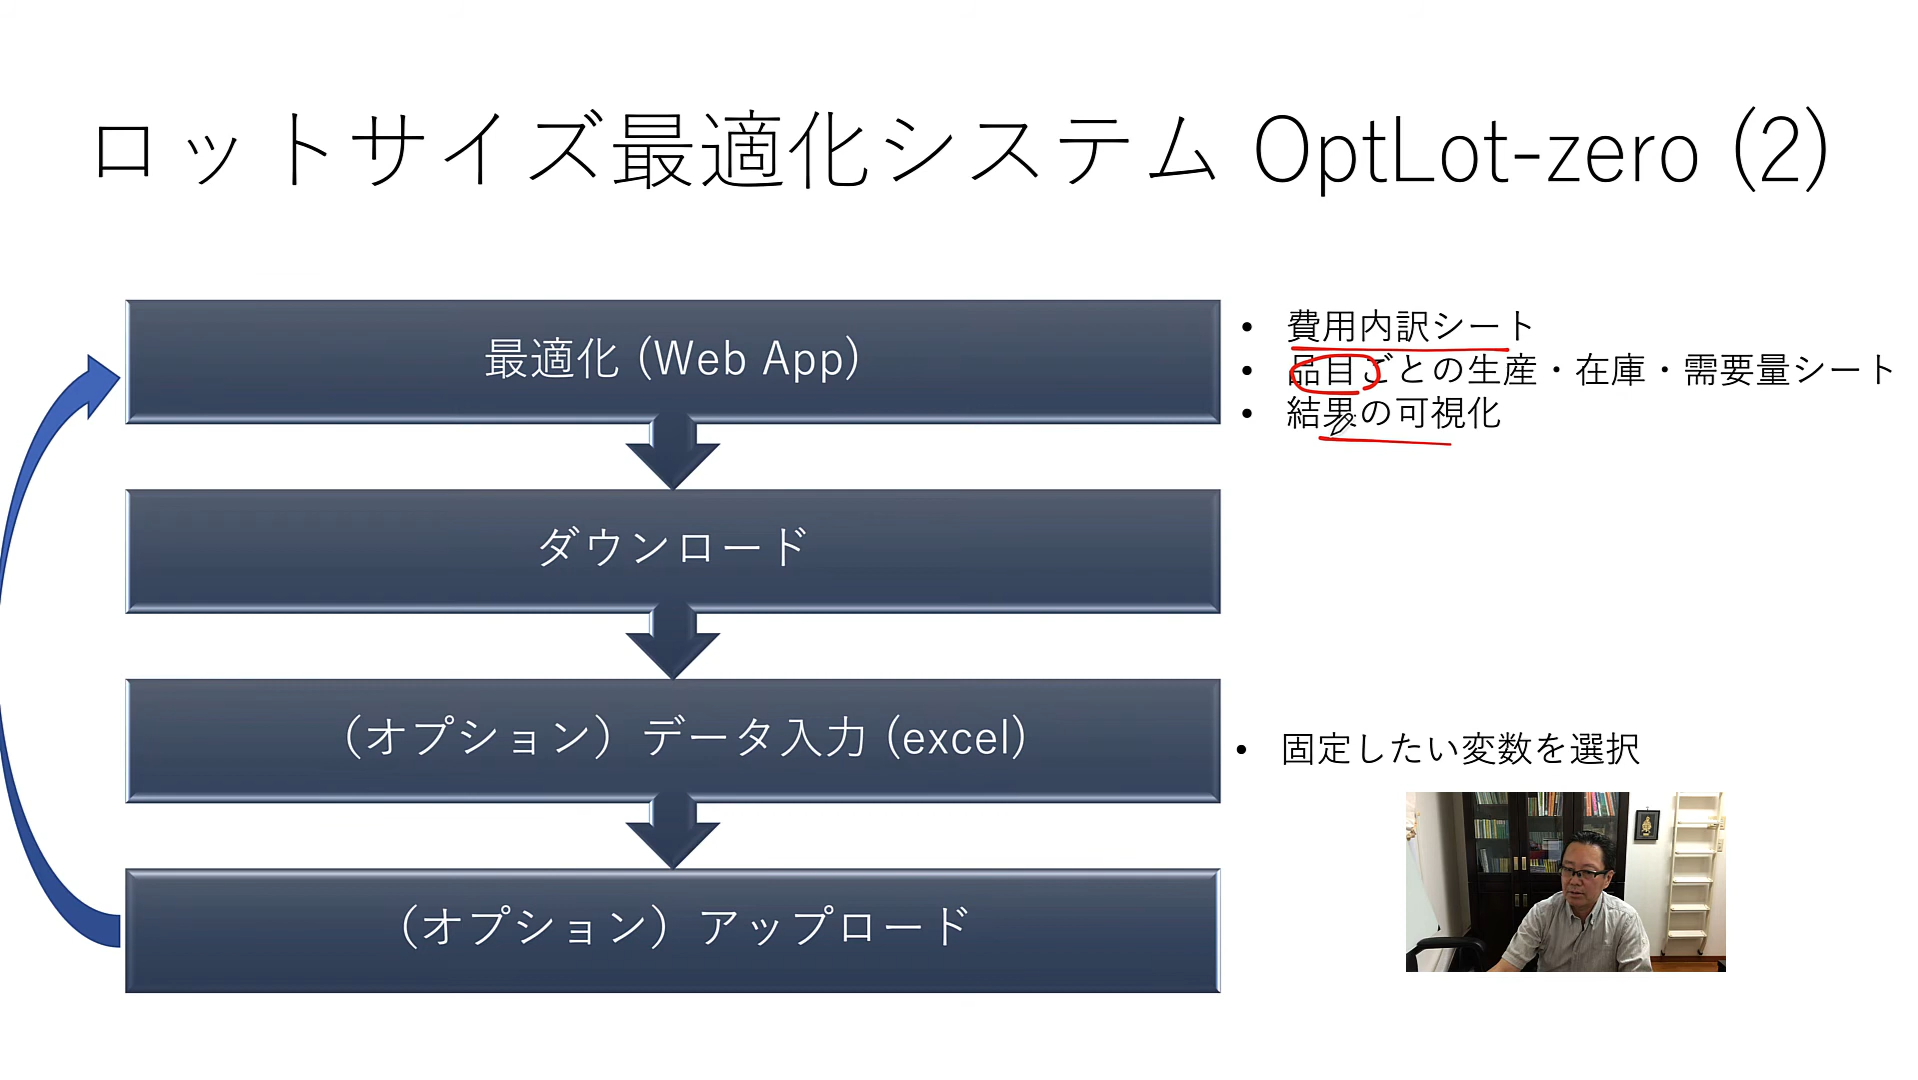 ロットサイズ最適化システム OptLot-zero (2)
最適化 (Web App)
• 費用内訳シート
• 品目ごとの生産・在庫・需要量シート
• 結果の可視化
ダウンロード
（オプション）データ入力 (excel)
• 固定したい変数を選択
（オプション）アップロード